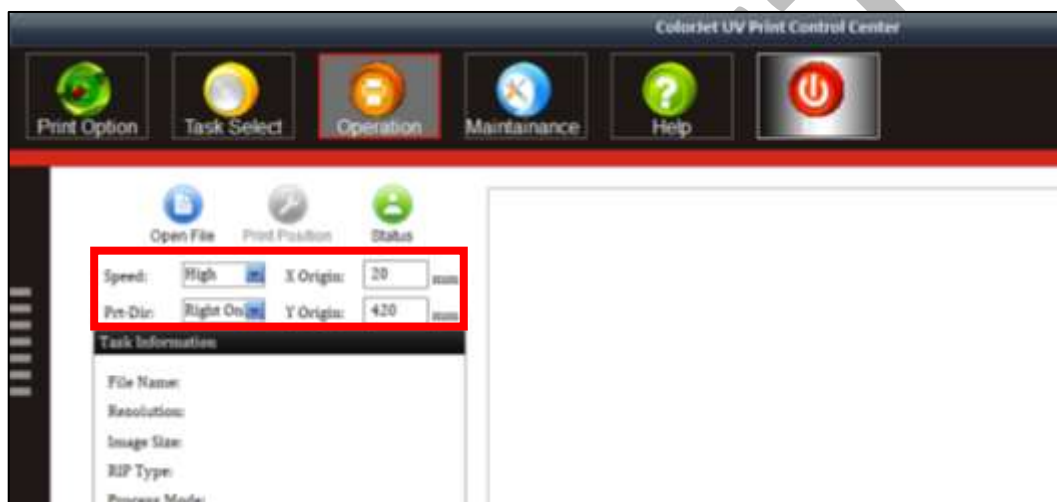 ColorJet UV Print Control Center
Print Option Task Select Operation Maintainance Help
Open File Print Position Status
Speed: High X Origin: 20 mm
Prt-Dir: Right On Y Origin: 420 mm
Task Information
File Name:
Resolution:
Image Size:
RIP Type:
Process Mode: